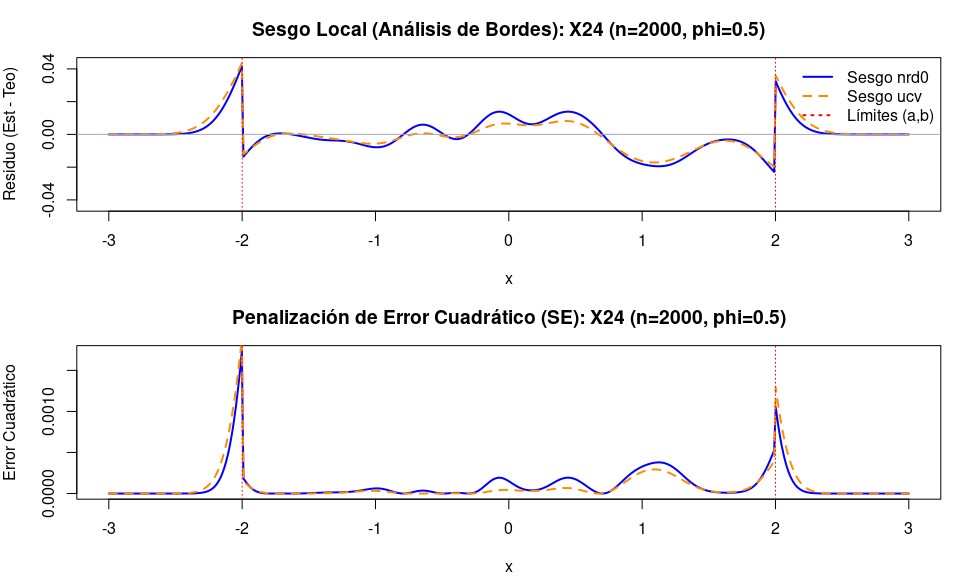 Sesgo Local (Análisis de Bordes): X24 (n=2000, phi=0.5)
Residuo (Est - Teo)
0.04
0.00
-0.04
Sesgo nrd0
Sesgo ucv
Límites (a,b)
-3 -2 -1 0 1 2 3
x
Penalización de Error Cuadrático (SE): X24 (n=2000, phi=0.5)
Error Cuadrático
0.0010
0.0000
-3 -2 -1 0 1 2 3
x